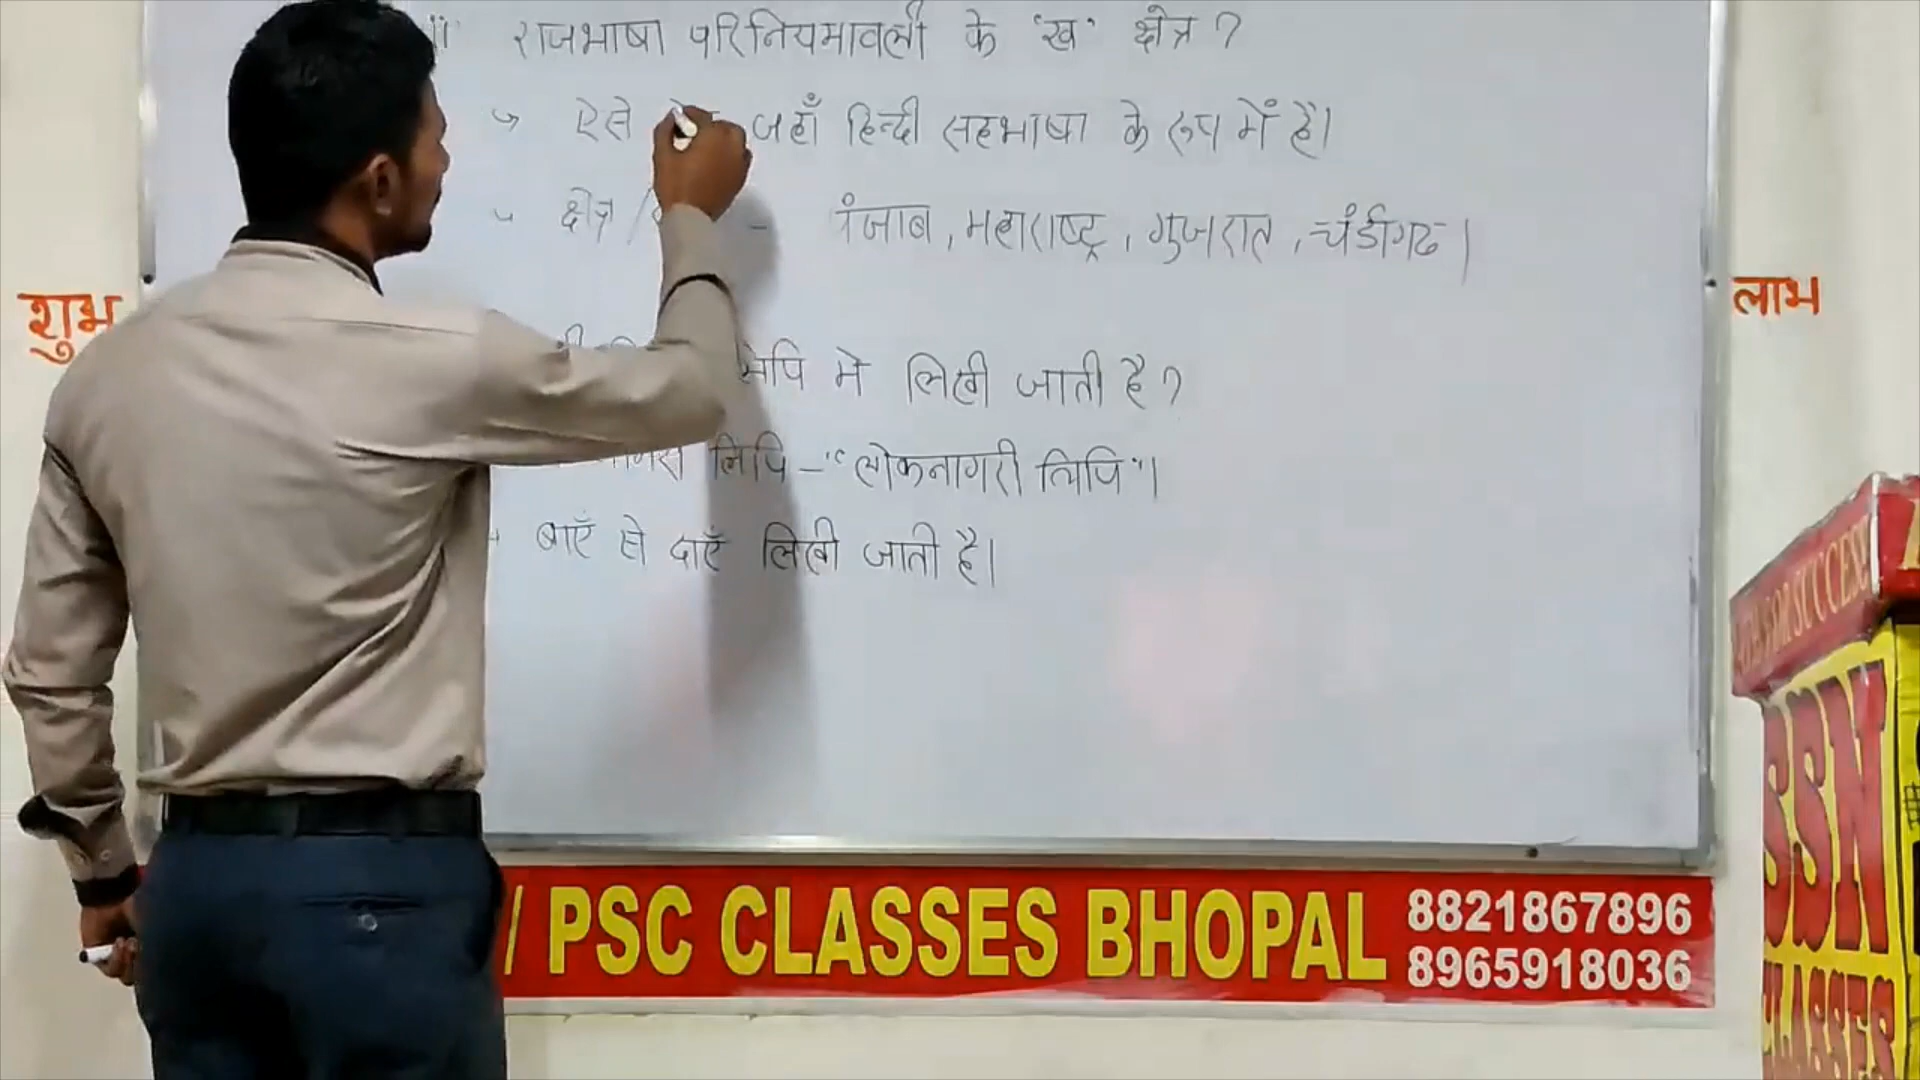 राजभाषा परिनियमावली के 'ख' क्षेत्र ?
ऐसे जहाँ हिन्दी सहभाषा के रूप में है।
क्षेत्र / - पंजाब, महाराष्ट्र, गुजरात, चंडीगढ।
लिपि मे लिखी जाती है ?
लिपि - "लोकनागरी लिपि"।
बाएँ से दाएँ लिखी जाती है।
शुभ
लाभ
/ PSC CLASSES BHOPAL
8821867896
8965918036
FOR SUCCESS
SSN
CLASSES